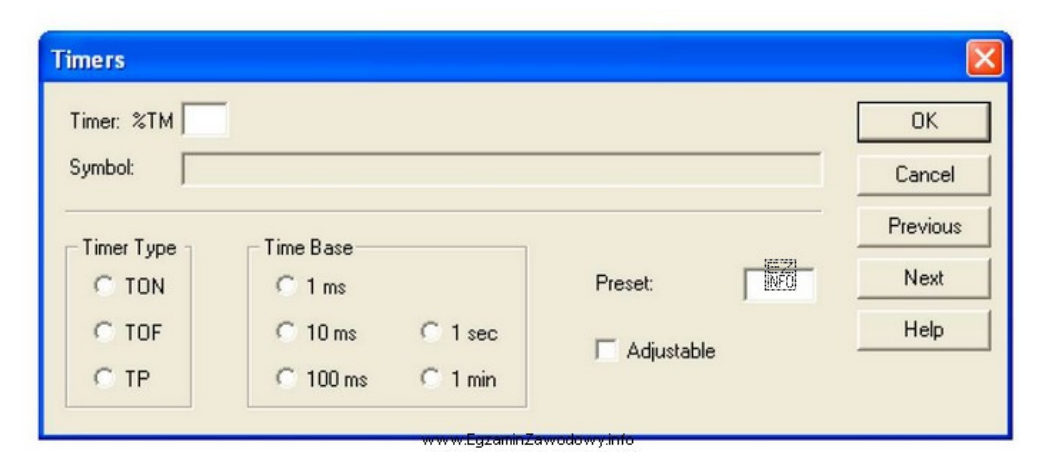 Timers
Timer: %TM
OK
Symbol:
Cancel
Previous
Timer Type
Time Base
TON
1 ms
Preset:
INFO
Next
TOF
10 ms
1 sec
Adjustable
Help
TP
100 ms
1 min
www.EgzaminZawodowy.info